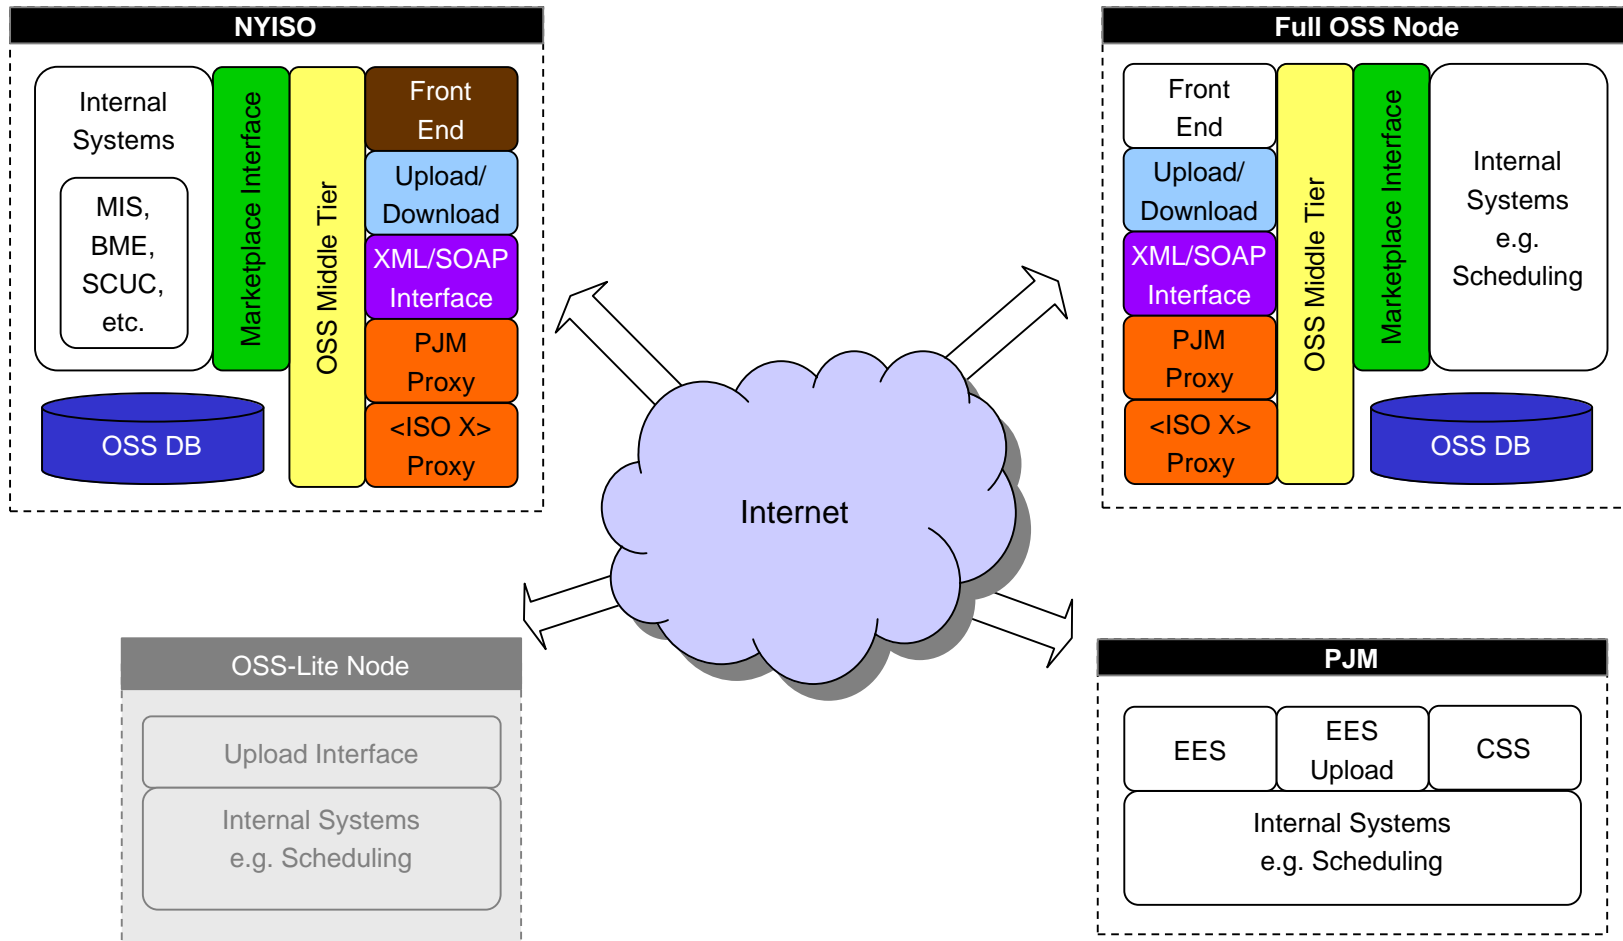 NYISO
Internal
Systems
MIS,
BME,
SCUC,
etc.
Marketplace Interface
OSS Middle Tier
Front
End
Upload/
Download
XML/SOAP
Interface
PJM
Proxy
<ISO X>
Proxy
OSS DB
Full OSS Node
Front
End
Upload/
Download
XML/SOAP
Interface
PJM
Proxy
<ISO X>
Proxy
OSS Middle Tier
Marketplace Interface
Internal
Systems
e.g.
Scheduling
OSS DB
Internet
OSS-Lite Node
Upload Interface
Internal Systems
e.g. Scheduling
PJM
EES
EES
Upload
CSS
Internal Systems
e.g. Scheduling